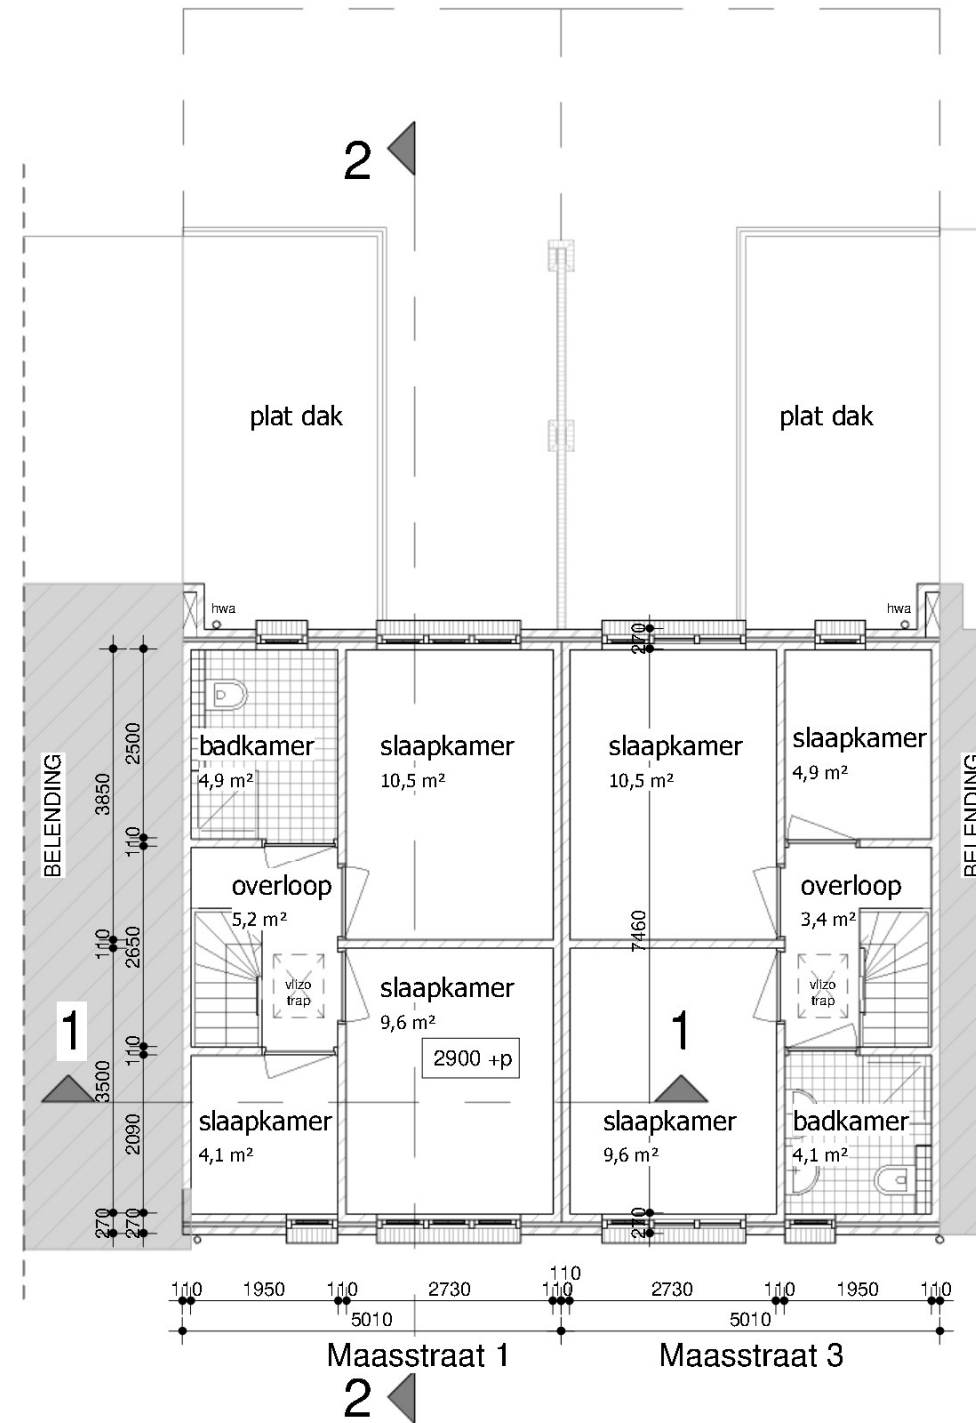 2
plat dak
plat dak
hwa
hwa
270
BELENDING
BELENDING
3850
2500
110
110
2650
110
3500
2090
270
270
7460
270
badkamer
4,9 m²
slaapkamer
10,5 m²
slaapkamer
10,5 m²
slaapkamer
4,9 m²
overloop
5,2 m²
overloop
3,4 m²
vlizo
trap
vlizo
trap
slaapkamer
9,6 m²
2900 +p
1
1
slaapkamer
4,1 m²
slaapkamer
9,6 m²
badkamer
4,1 m²
110
110 1950 110 2730 110 2730 110 1950 110
5010 5010
Maasstraat 1 Maasstraat 3
2